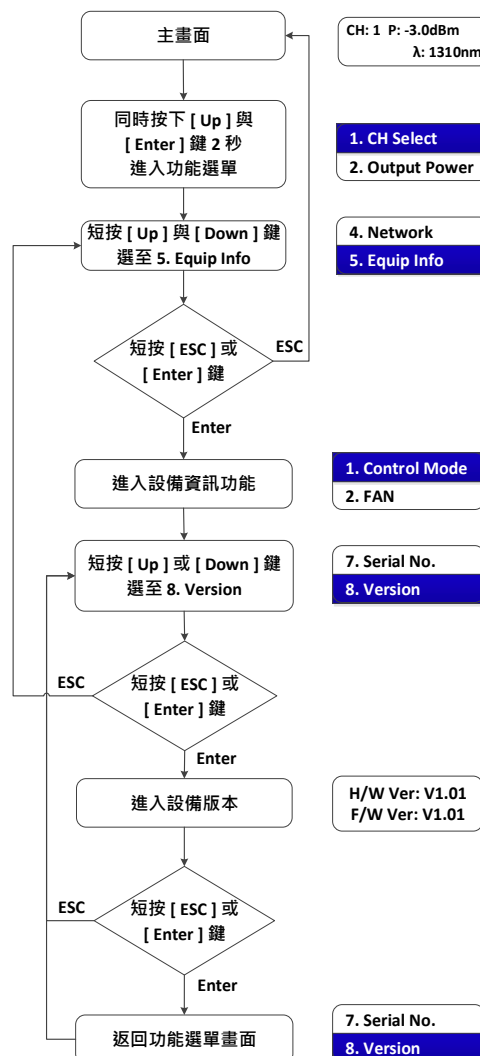 主畫面
CH: 1 P: -3.0dBm
λ: 1310nm
同時按下 [ Up ] 與
[ Enter ] 鍵 2 秒
進入功能選單
1. CH Select
2. Output Power
短按 [ Up ] 與 [ Down ] 鍵
選至 5. Equip Info
4. Network
5. Equip Info
短按 [ ESC ] 或
[ Enter ] 鍵
ESC
Enter
進入設備資訊功能
1. Control Mode
2. FAN
短按 [ Up ] 或 [ Down ] 鍵
選至 8. Version
7. Serial No.
8. Version
ESC
短按 [ ESC ] 或
[ Enter ] 鍵
Enter
進入設備版本
H/W Ver: V1.01
F/W Ver: V1.01
ESC
短按 [ ESC ] 或
[ Enter ] 鍵
Enter
返回功能選單畫面
7. Serial No.
8. Version